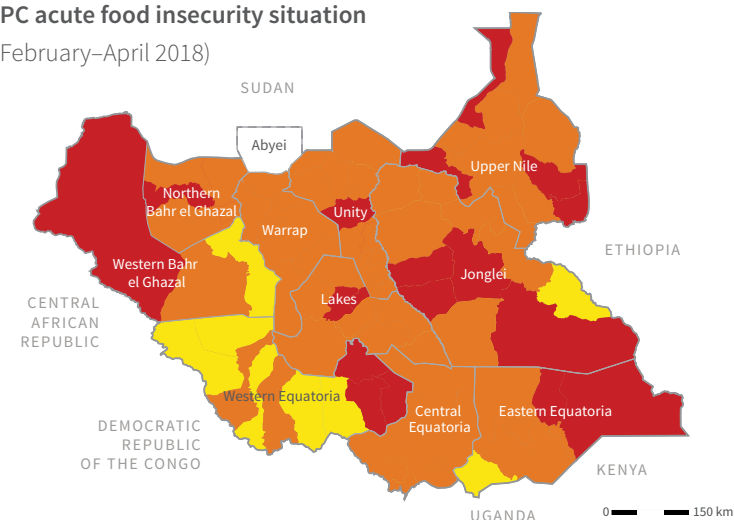 PC acute food insecurity situation
February–April 2018)
SUDAN
Abyei
Upper Nile
Northern
Bahr el Ghazal
Unity
Warrap
ETHIOPIA
Western Bahr
el Ghazal
Jonglei
Lakes
CENTRAL
AFRICAN
REPUBLIC
Western Equatoria
Central
Equatoria
Eastern Equatoria
DEMOCRATIC
REPUBLIC
OF THE CONGO
KENYA
UGANDA
0 150 km